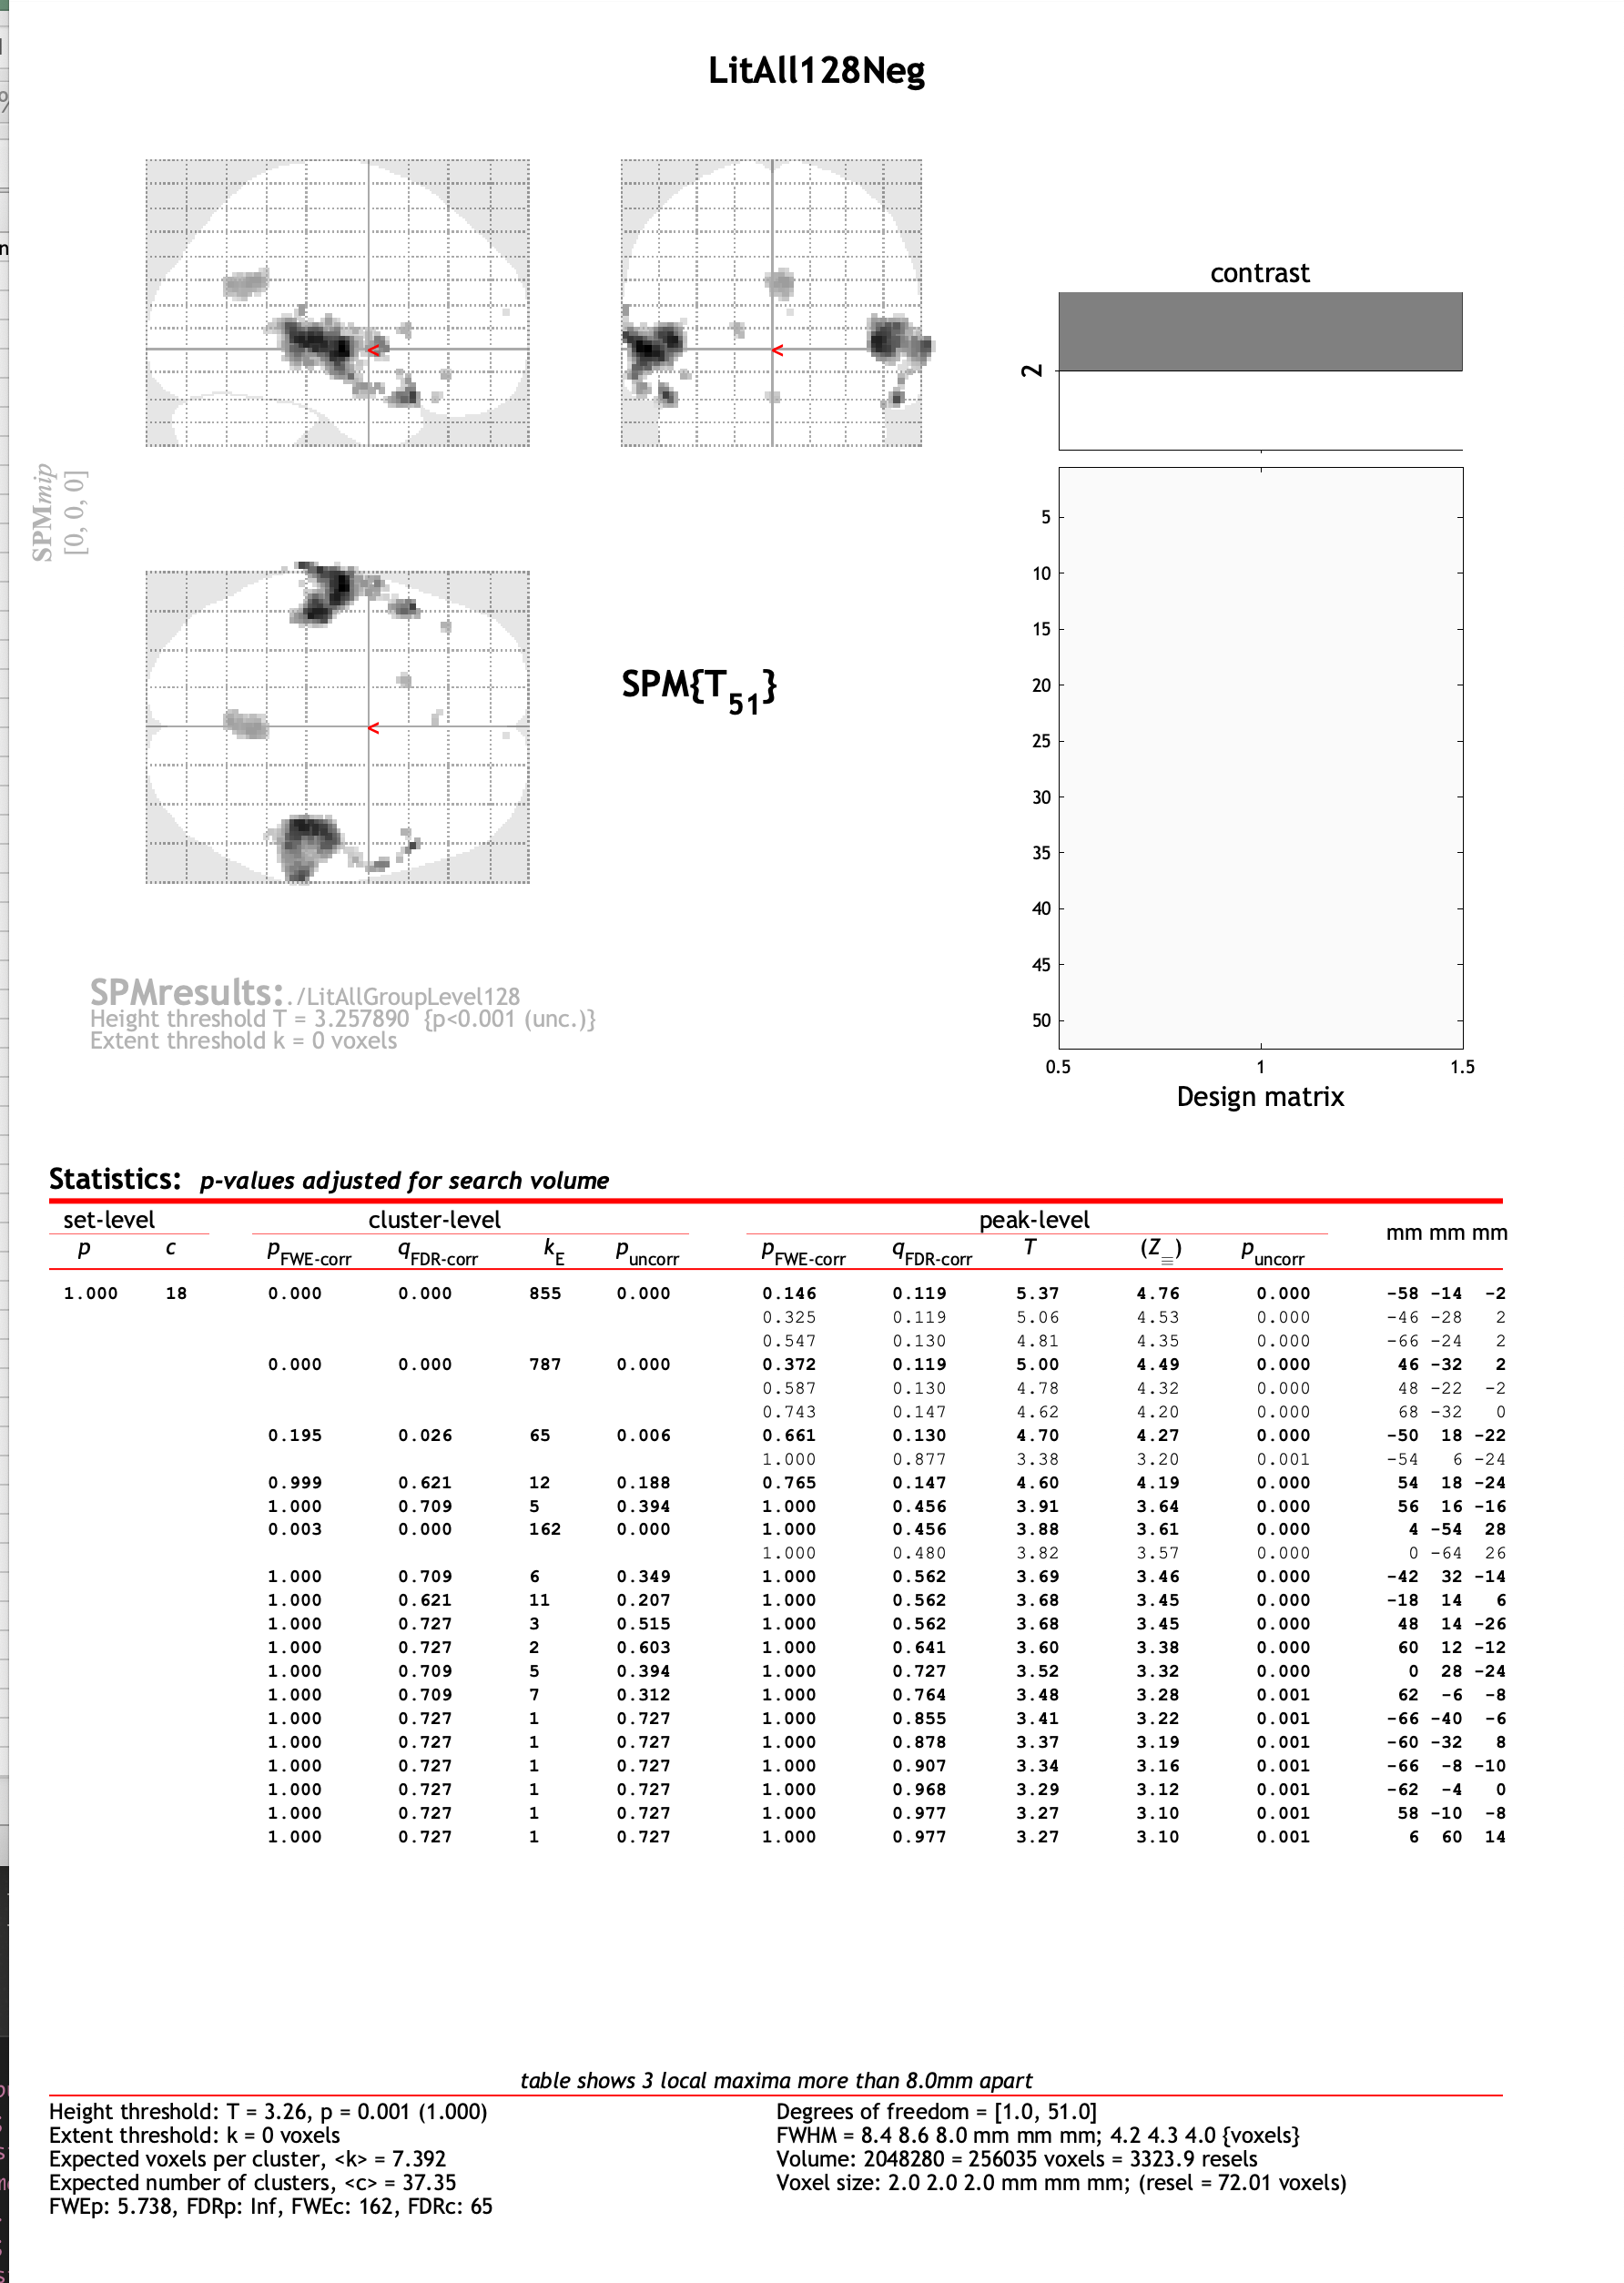 LitAll128Neg
SPMmip
[0, 0, 0]
<
<
<
SPM{T51}
contrast
2
5
10
15
20
25
30
35
40
45
50
0.5 1 1.5
Design matrix
SPMresults:./LitAllGroupLevel128
Height threshold T = 3.257890 {p<0.001 (unc.)}
Extent threshold k = 0 voxels
Statistics: p-values adjusted for search volume
set-level cluster-level peak-level mm mm mm
p c pFWE-corr qFDR-corr kE puncorr pFWE-corr qFDR-corr T (Z≡) puncorr
1.000 18 0.000 0.000 855 0.000 0.146 0.119 5.37 4.76 0.000 -58 -14 -2
0.325 0.119 5.06 4.53 0.000 -46 -28 2
0.547 0.130 4.81 4.35 0.000 -66 -24 2
0.000 0.000 787 0.000 0.372 0.119 5.00 4.49 0.000 46 -32 2
0.587 0.130 4.78 4.32 0.000 48 -22 -2
0.743 0.147 4.62 4.20 0.000 68 -32 0
0.195 0.026 65 0.006 0.661 0.130 4.70 4.27 0.000 -50 18 -22
1.000 0.877 3.38 3.20 0.001 -54 6 -24
0.999 0.621 12 0.188 0.765 0.147 4.60 4.19 0.000 54 18 -24
1.000 0.709 5 0.394 1.000 0.456 3.91 3.64 0.000 56 16 -16
0.003 0.000 162 0.000 1.000 0.456 3.88 3.61 0.000 4 -54 28
1.000 0.480 3.82 3.57 0.000 0 -64 26
1.000 0.709 6 0.349 1.000 0.562 3.69 3.46 0.000 -42 32 -14
1.000 0.621 11 0.207 1.000 0.562 3.68 3.45 0.000 -18 14 6
1.000 0.727 3 0.515 1.000 0.562 3.68 3.45 0.000 48 14 -26
1.000 0.727 2 0.603 1.000 0.641 3.60 3.38 0.000 60 12 -12
1.000 0.709 5 0.394 1.000 0.727 3.52 3.32 0.000 0 28 -24
1.000 0.709 7 0.312 1.000 0.764 3.48 3.28 0.001 62 -6 -8
1.000 0.727 1 0.727 1.000 0.855 3.41 3.22 0.001 -66 -40 -6
1.000 0.727 1 0.727 1.000 0.878 3.37 3.19 0.001 -60 -32 8
1.000 0.727 1 0.727 1.000 0.907 3.34 3.16 0.001 -66 -8 -10
1.000 0.727 1 0.727 1.000 0.968 3.29 3.12 0.001 -62 -4 0
1.000 0.727 1 0.727 1.000 0.977 3.27 3.10 0.001 58 -10 -8
1.000 0.727 1 0.727 1.000 0.977 3.27 3.10 0.001 6 60 14
table shows 3 local maxima more than 8.0mm apart
Height threshold: T = 3.26, p = 0.001 (1.000)
Extent threshold: k = 0 voxels
Expected voxels per cluster, <k> = 7.392
Expected number of clusters, <c> = 37.35
FWEp: 5.738, FDRp: Inf, FWEc: 162, FDRc: 65
Degrees of freedom = [1.0, 51.0]
FWHM = 8.4 8.6 8.0 mm mm mm; 4.2 4.3 4.0 {voxels}
Volume: 2048280 = 256035 voxels = 3323.9 resels
Voxel size: 2.0 2.0 2.0 mm mm mm; (resel = 72.01 voxels)